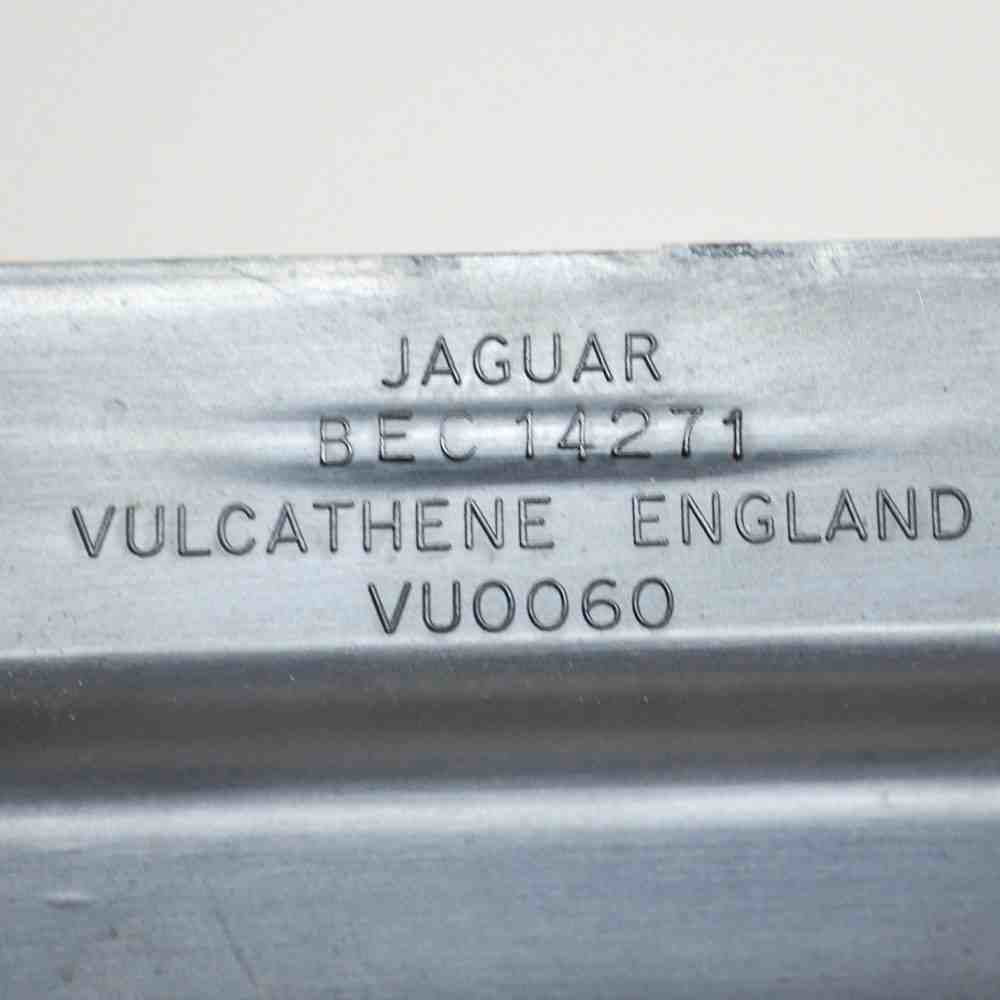 JAGUAR
BEC 14271
VULCATHENE ENGLAND
VU0060